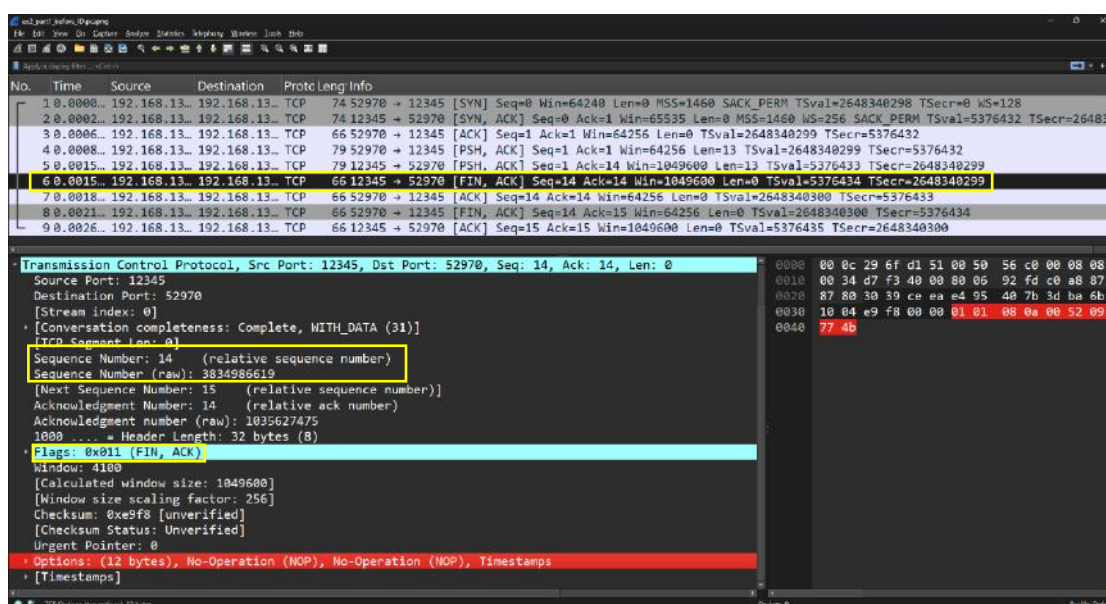 File Edit View Go Capture Analyze Statistics Telephony Wireless Tools Help
No. Time Source Destination Proto Leng Info
1 0.0000… 192.168.13… 192.168.13… TCP 74 52970 → 12345 [SYN] Seq=0 Win=64240 Len=0 MSS=1460 SACK_PERM TSval=2648340298 TSecr=0 WS=128
2 0.0002… 192.168.13… 192.168.13… TCP 74 12345 → 52970 [SYN, ACK] Seq=0 Ack=1 Win=65535 Len=0 MSS=1460 WS=256 SACK_PERM TSval=5376432 TSecr=26483
3 0.0006… 192.168.13… 192.168.13… TCP 66 52970 → 12345 [ACK] Seq=1 Ack=1 Win=64256 Len=0 TSval=2648340299 TSecr=5376432
4 0.0008… 192.168.13… 192.168.13… TCP 79 52970 → 12345 [PSH, ACK] Seq=1 Ack=1 Win=64256 Len=13 TSval=2648340299 TSecr=5376432
5 0.0015… 192.168.13… 192.168.13… TCP 79 12345 → 52970 [PSH, ACK] Seq=1 Ack=14 Win=1049600 Len=13 TSval=5376433 TSecr=2648340299
6 0.0015… 192.168.13… 192.168.13… TCP 66 12345 → 52970 [FIN, ACK] Seq=14 Ack=14 Win=1049600 Len=0 TSval=5376434 TSecr=2648340299
7 0.0018… 192.168.13… 192.168.13… TCP 66 52970 → 12345 [ACK] Seq=14 Ack=14 Win=64256 Len=0 TSval=2648340300 TSecr=5376433
8 0.0021… 192.168.13… 192.168.13… TCP 66 52970 → 12345 [FIN, ACK] Seq=14 Ack=15 Win=64256 Len=0 TSval=2648340300 TSecr=5376434
9 0.0026… 192.168.13… 192.168.13… TCP 66 12345 → 52970 [ACK] Seq=15 Ack=15 Win=1049600 Len=0 TSval=5376435 TSecr=2648340300
Transmission Control Protocol, Src Port: 12345, Dst Port: 52970, Seq: 14, Ack: 14, Len: 0
Source Port: 12345
Destination Port: 52970
[Stream index: 0]
[Conversation completeness: Complete, WITH_DATA (31)]
[TCP Segment Len: 0]
Sequence Number: 14 (relative sequence number)
Sequence Number (raw): 3834986619
[Next Sequence Number: 15 (relative sequence number)]
Acknowledgment Number: 14 (relative ack number)
Acknowledgment number (raw): 1035627475
1000 .... = Header Length: 32 bytes (8)
Flags: 0x011 (FIN, ACK)
Window: 4100
[Calculated window size: 1049600]
[Window size scaling factor: 256]
Checksum: 0xe9f8 [unverified]
[Checksum Status: Unverified]
Urgent Pointer: 0
Options: (12 bytes), No-Operation (NOP), No-Operation (NOP), Timestamps
[Timestamps]
0000 00 0c 29 6f d1 51 00 50 56 c0 00 08 08
0010 00 34 d7 f3 40 00 80 06 92 fd c0 a8 87
0020 87 80 30 39 ce ea e4 95 40 7b 3d ba 6b
0030 10 04 e9 f8 00 00 01 01 08 0a 00 52 09
0040 77 4b